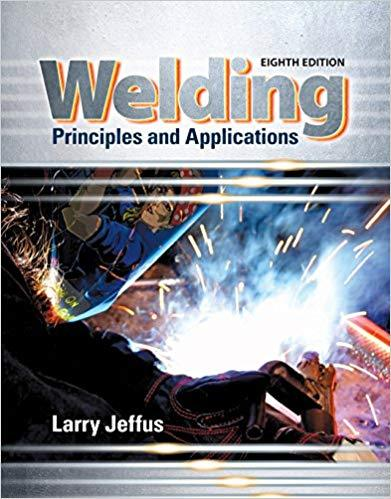 EIGHTH EDITION
Welding
Principles and Applications
Larry Jeffus